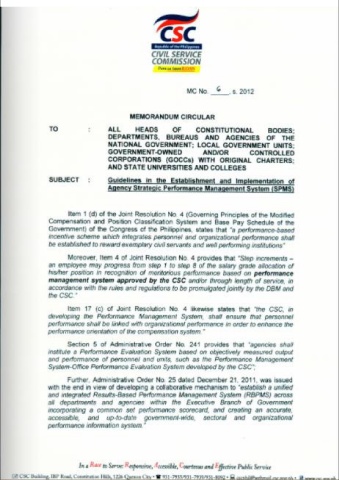 CSC
Republic of the Philippines
CIVIL SERVICE
COMMISSION
MC No. 6, s. 2012
MEMORANDUM CIRCULAR
TO : ALL HEADS OF CONSTITUTIONAL BODIES;
DEPARTMENTS, BUREAUS AND AGENCIES OF THE
NATIONAL GOVERNMENT; LOCAL GOVERNMENT UNITS;
GOVERNMENT-OWNED AND/OR CONTROLLED
CORPORATIONS (GOCCs) WITH ORIGINAL CHARTERS;
AND STATE UNIVERSITIES AND COLLEGES
SUBJECT : Guidelines in the Establishment and Implementation of
Agency Strategic Performance Management System (SPMS)
Item 1 (d) of the Joint Resolution No. 4 (Governing Principles of the Modified
Compensation and Position Classification System and Base Pay Schedule of the
Government) of the Congress of the Philippines, states that "a performance-based
incentive scheme which integrates personnel and organizational performance shall
be established to reward exemplary civil servants and well performing institutions"
Moreover, Item 4 of Joint Resolution No. 4 provides that "Step increments –
an employee may progress from step 1 to step 8 of the salary grade allocation of
his/her position in recognition of meritorious performance based on performance
management system approved by the CSC and/or through length of service, in
accordance with the rules and regulations to be promulgated jointly by the DBM and
the CSC."
Item 17 (c) of Joint Resolution No. 4 likewise states that "the CSC, in
developing the Performance Management System, shall ensure that personnel
performance shall be linked with organizational performance in order to enhance the
performance orientation of the compensation system."
Section 5 of Administrative Order No. 241 provides that "agencies shall
institute a Performance Evaluation System based on objectively measured output
and performance of personnel and units, such as the Performance Management
System-Office Performance Evaluation System developed by the CSC";
Further, Administrative Order No. 25 dated December 21, 2011, was issued
with the end in view of developing a collaborative mechanism to "establish a unified
and integrated Results-Based Performance Management System (RBPMS) across
all departments and agencies within the Executive Branch of Government
incorporating a common set performance scorecard, and creating an accurate,
accessible, and up-to-date government-wide, sectoral and organizational
performance information system."
In a Race to Serve: Responsive, Accessible, Courteous and Effective Public Service
CSC Building, IBP Road, Constitution Hills, 1226 Quezon City